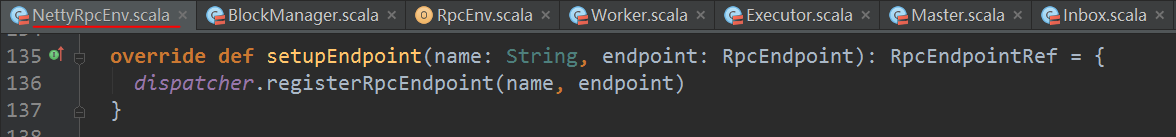 NettyRpcEnv.scala × BlockManager.scala × RpcEnv.scala × Worker.scala × Executor.scala × Master.scala × Inbox.scala ×
135 override def setupEndpoint(name: String, endpoint: RpcEndpoint): RpcEndpointRef = {
136 dispatcher.registerRpcEndpoint(name, endpoint)
137 }